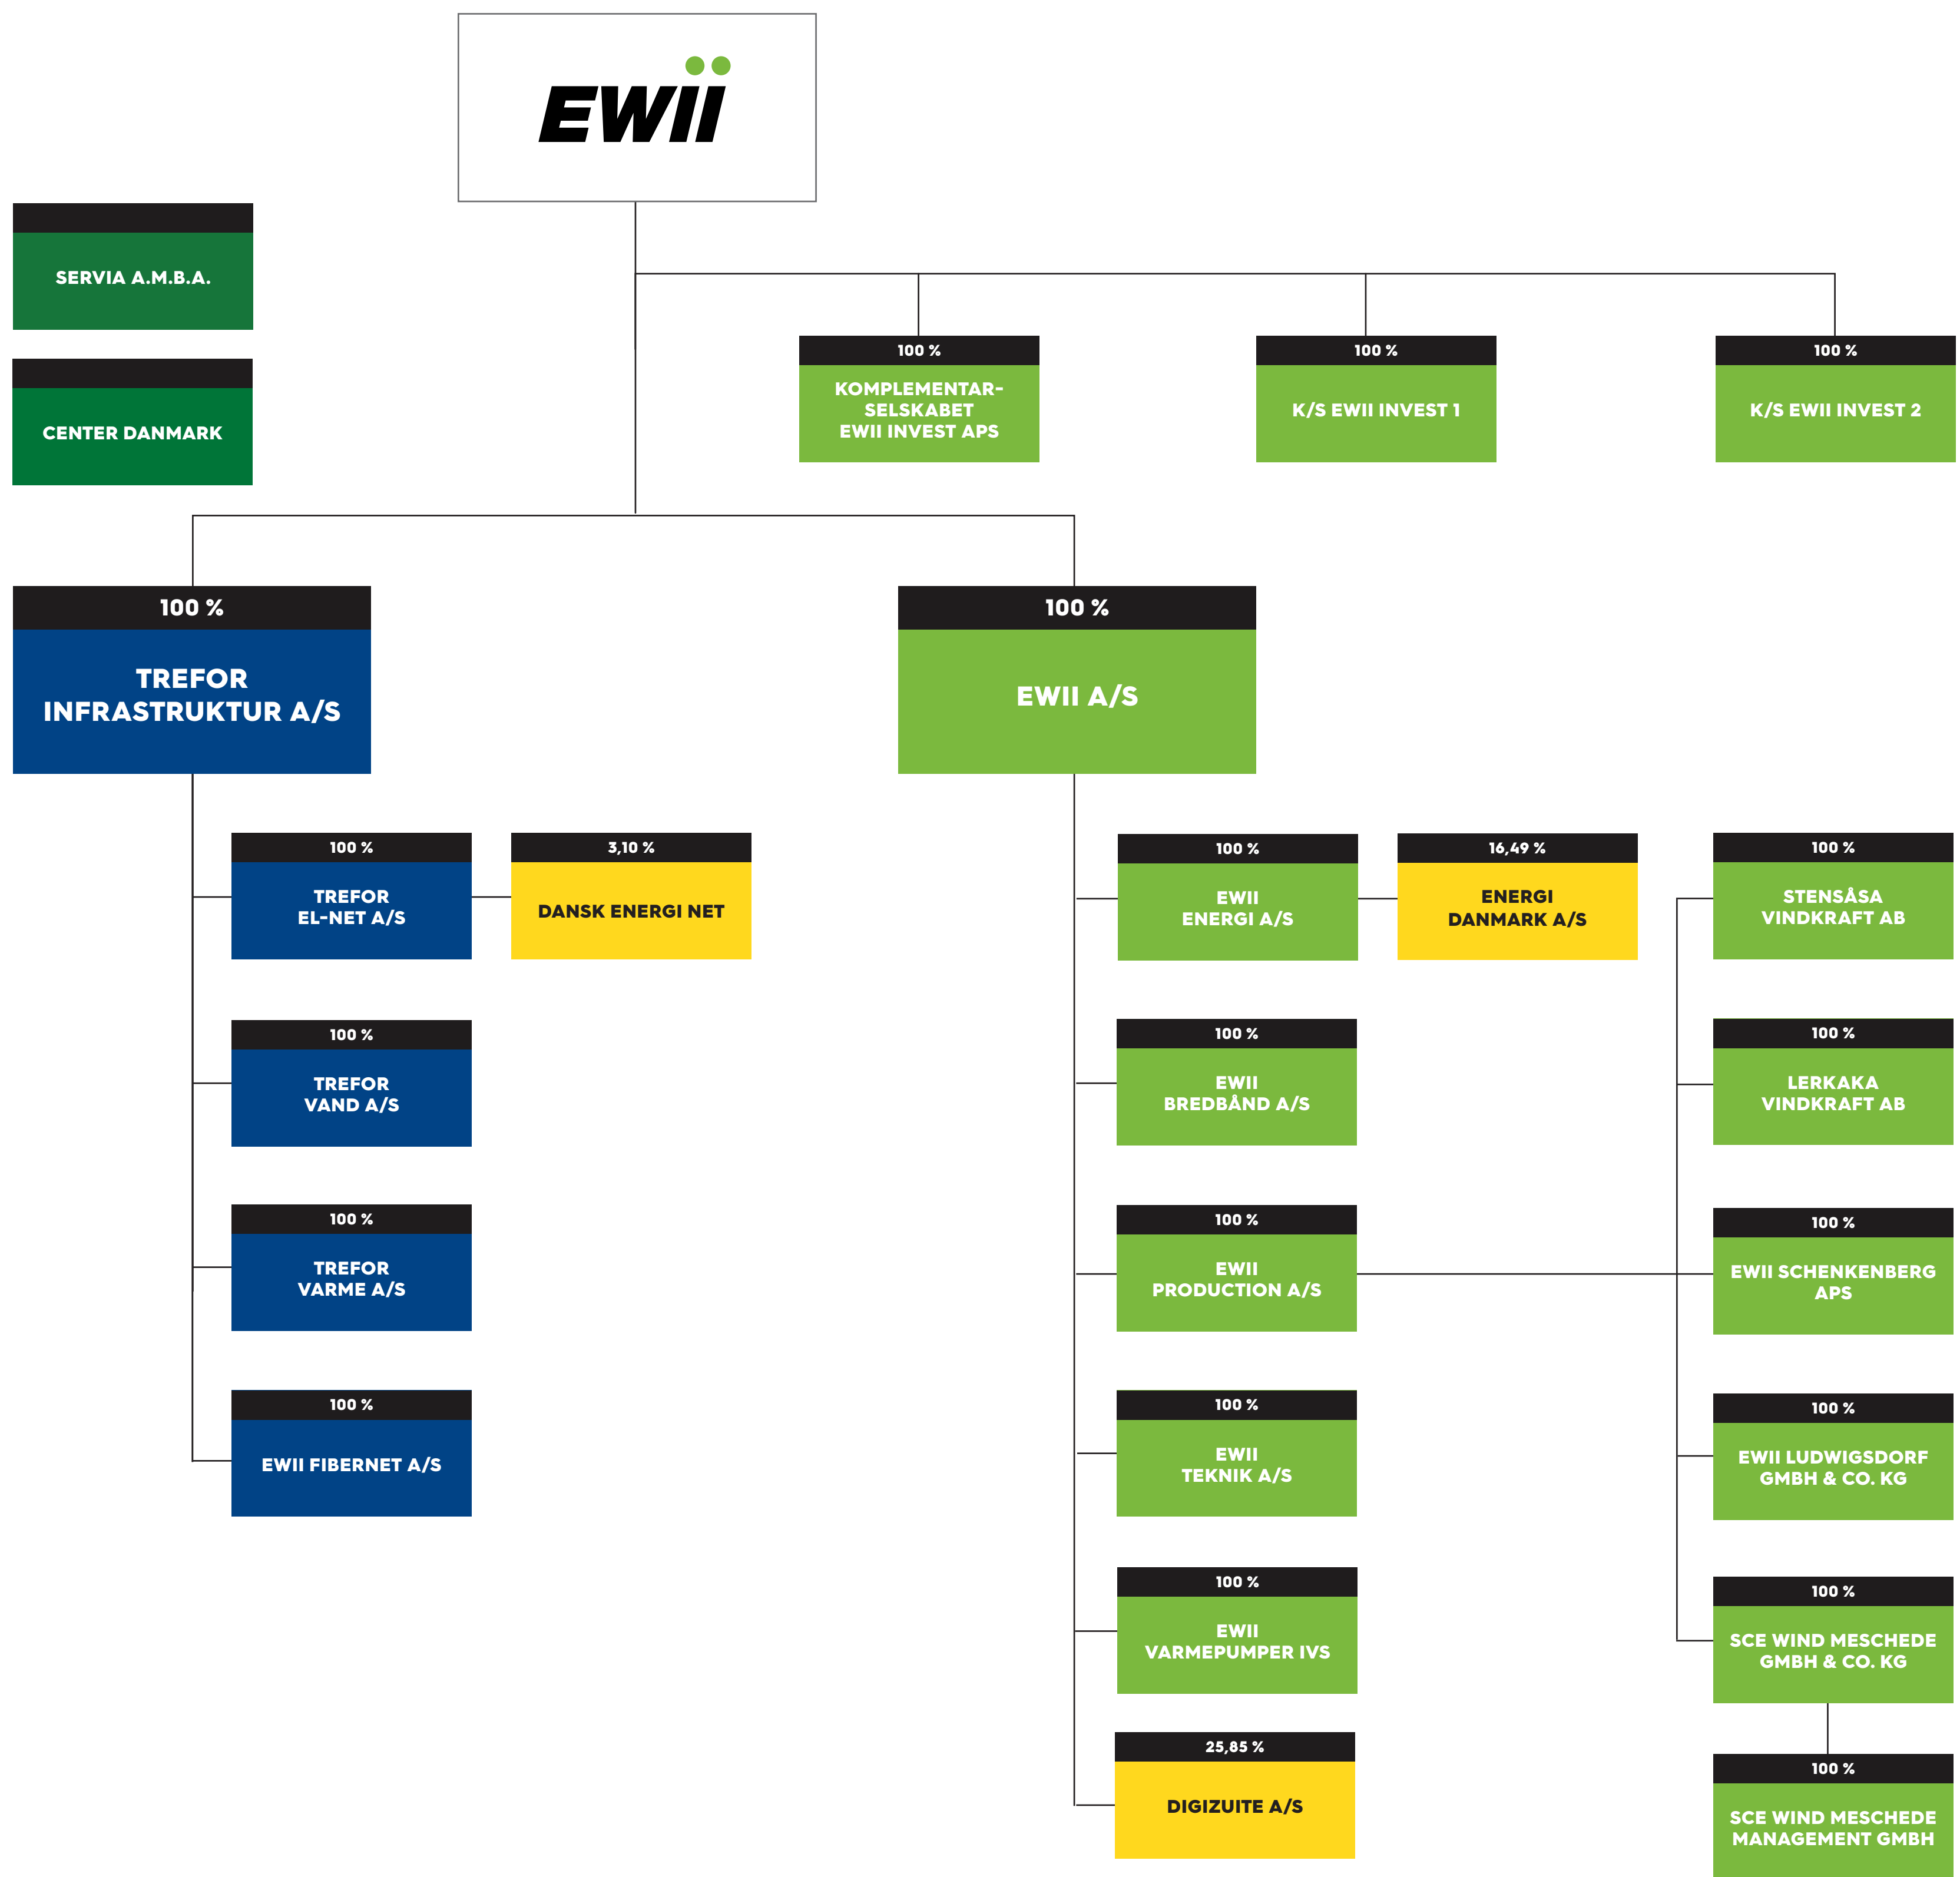 EWII
SERVIA A.M.B.A.
CENTER DANMARK
100 %
KOMPLEMENTAR-
SELSKABET
EWII INVEST APS
100 %
K/S EWII INVEST 1
100 %
K/S EWII INVEST 2
100 %
TREFOR
INFRASTRUKTUR A/S
100 %
EWII A/S
100 %
TREFOR
EL-NET A/S
3,10 %
DANSK ENERGI NET
100 %
TREFOR
VAND A/S
100 %
TREFOR
VARME A/S
100 %
EWII FIBERNET A/S
100 %
EWII
ENERGI A/S
16,49 %
ENERGI
DANMARK A/S
100 %
EWII
BREDBÅND A/S
100 %
EWII
PRODUCTION A/S
100 %
EWII
TEKNIK A/S
100 %
EWII
VARMEPUMPER IVS
25,85 %
DIGIZUITE A/S
100 %
STENSÅSA
VINDKRAFT AB
100 %
LERKAKA
VINDKRAFT AB
100 %
EWII SCHENKENBERG
APS
100 %
EWII LUDWIGSDORF
GMBH & CO. KG
100 %
SCE WIND MESCHEDE
GMBH & CO. KG
100 %
SCE WIND MESCHEDE
MANAGEMENT GMBH